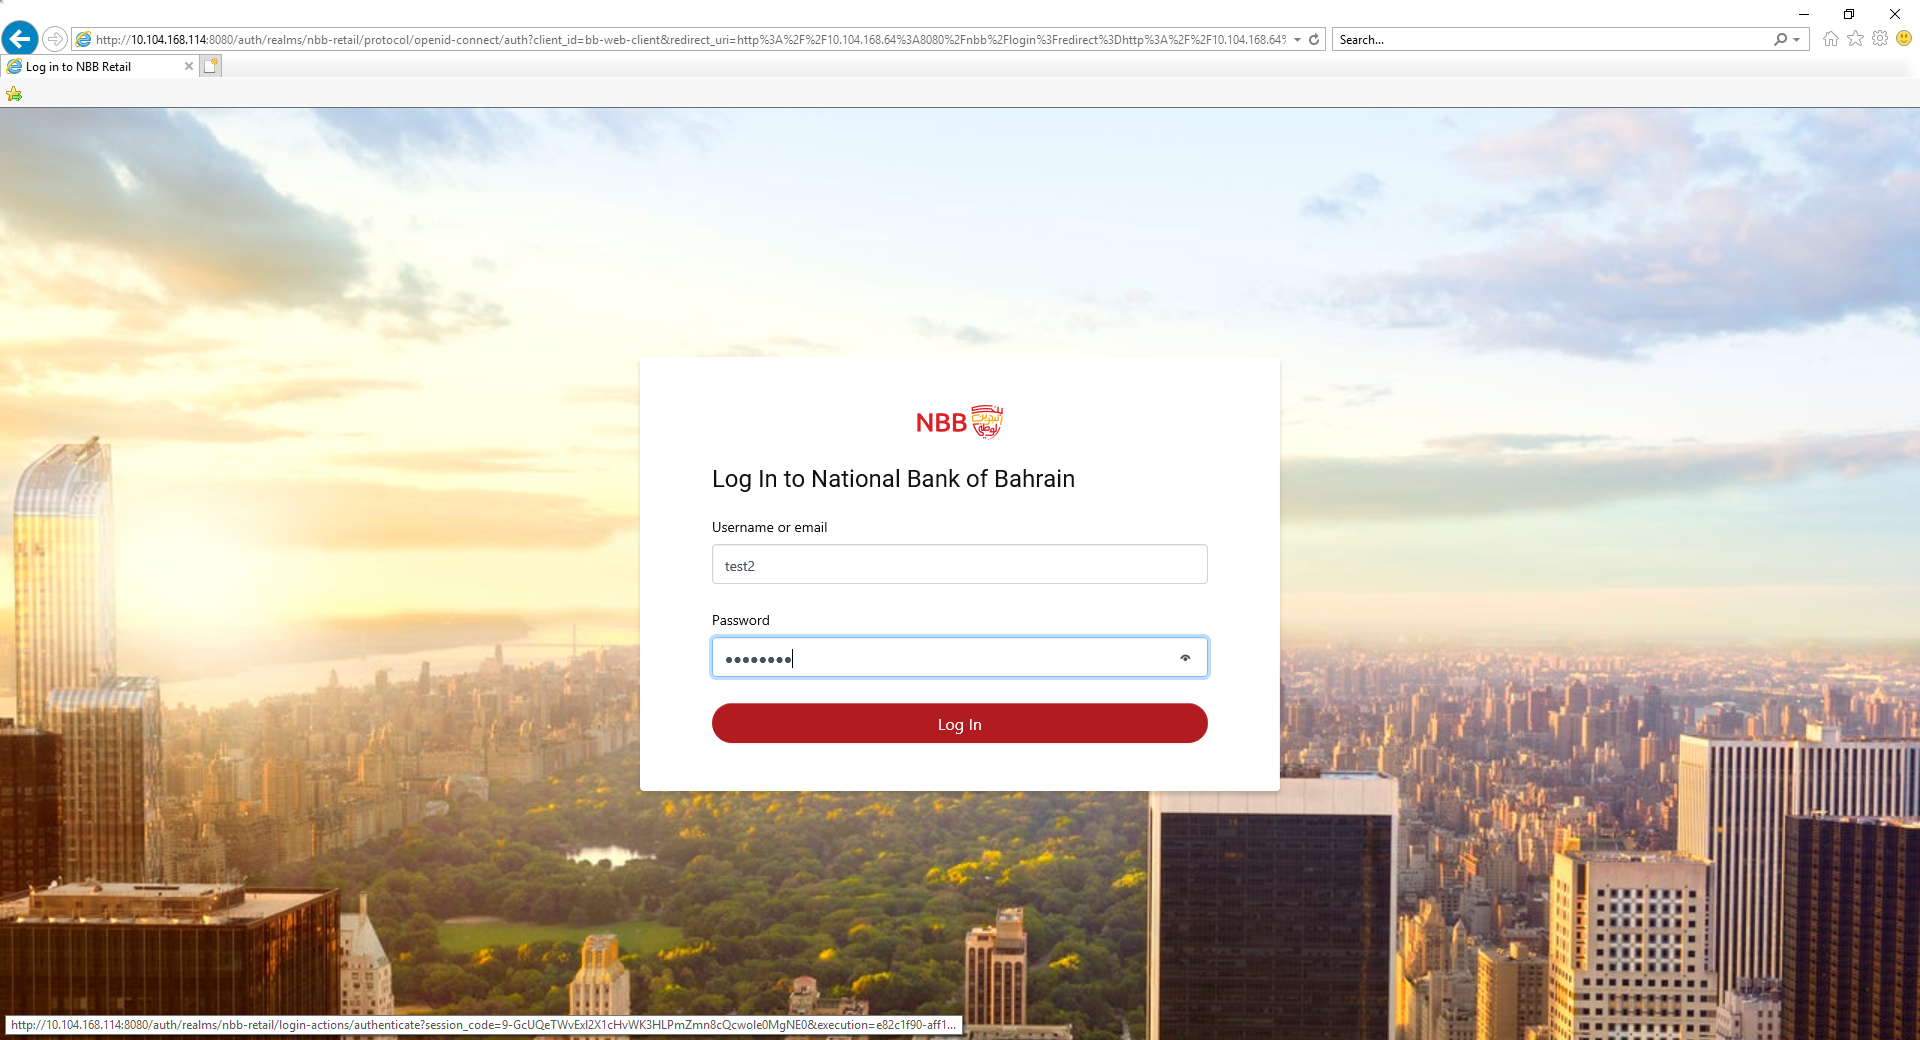 http://10.104.168.114:8080/auth/realms/nbb-retail/protocol/openid-connect/auth?client_id=bb-web-client&redirect_uri=http%3A%2F%2F10.104.168.64%3A8080%2Fnbb%2Flogin%3Fredirect%3Dhttp%3A%2F%2F10.104.168.64%
Search...
Log in to NBB Retail
NBB
Log In to National Bank of Bahrain
Username or email
test2
Password
Log In
http://10.104.168.114:8080/auth/realms/nbb-retail/login-actions/authenticate?session_code=9-GcUQeTWvExI2X1cHvWK3HLPmZmn8cQcwole0MgNE0&execution=e82c1f90-aff1...